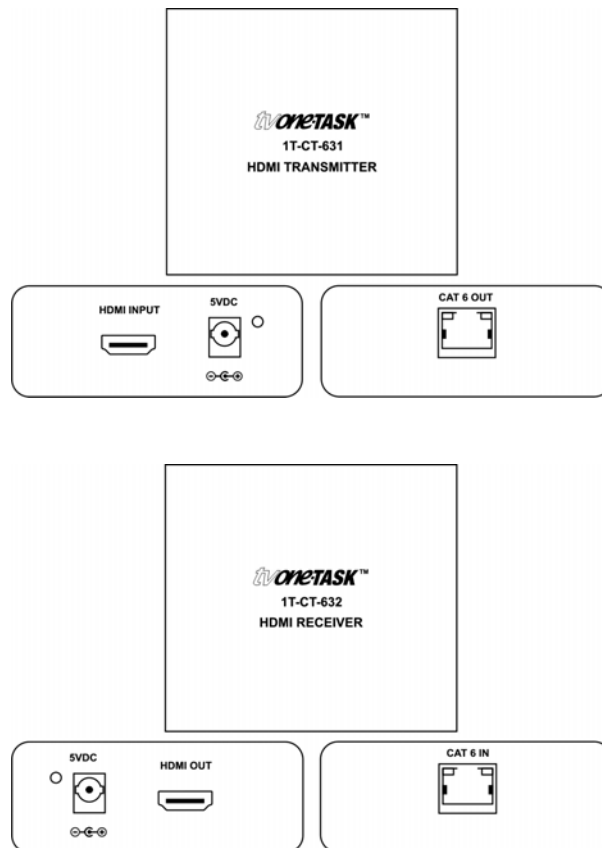 tvone-TASK™
1T-CT-631
HDMI TRANSMITTER
HDMI INPUT
5VDC
CAT 6 OUT
tvone-TASK™
1T-CT-632
HDMI RECEIVER
5VDC
HDMI OUT
CAT 6 IN